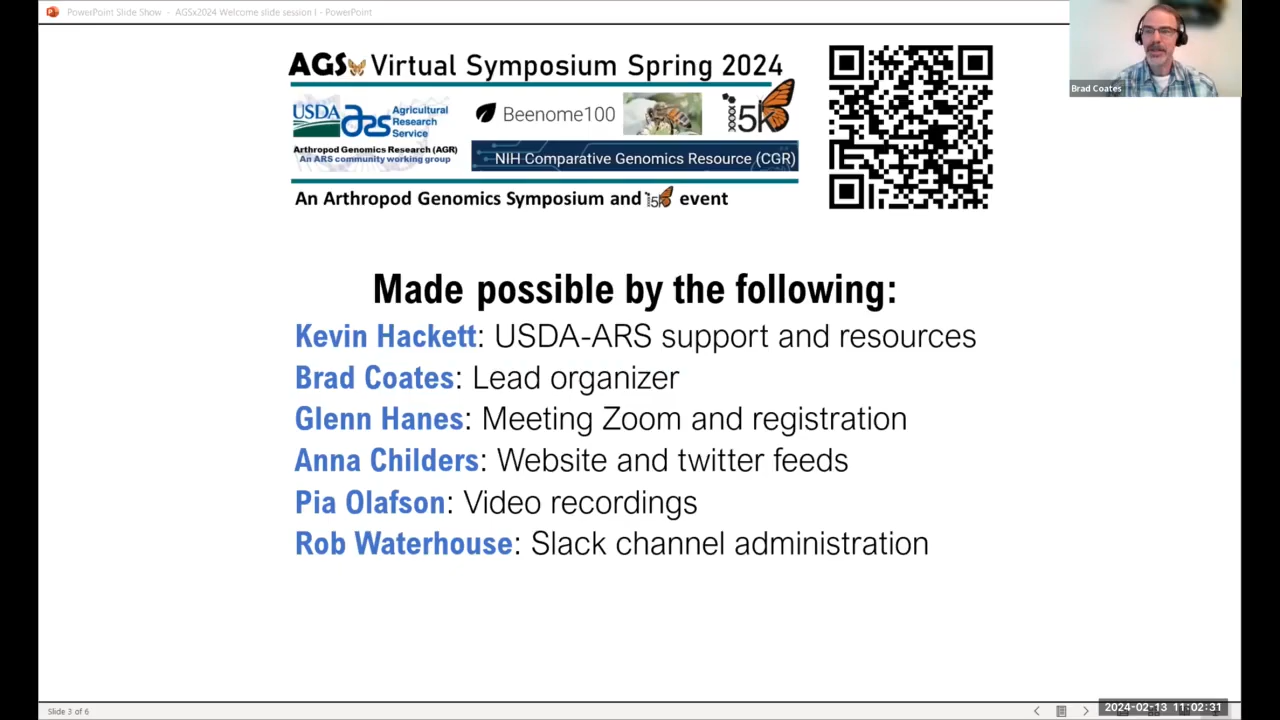 PowerPoint Slide Show - AGSx2024 Welcome slide session I - PowerPoint
Brad Coates
AGS Virtual Symposium Spring 2024
USDA ars Agricultural
Research
Service
Arthropod Genomics Research (AGR)
An ARS community working group
Beenome100
i5k
NIH Comparative Genomics Resource (CGR)
An Arthropod Genomics Symposium and i5k event
Made possible by the following:
Kevin Hackett: USDA-ARS support and resources
Brad Coates: Lead organizer
Glenn Hanes: Meeting Zoom and registration
Anna Childers: Website and twitter feeds
Pia Olafson: Video recordings
Rob Waterhouse: Slack channel administration
Slide 3 of 6
2024-02-13 11:02:31